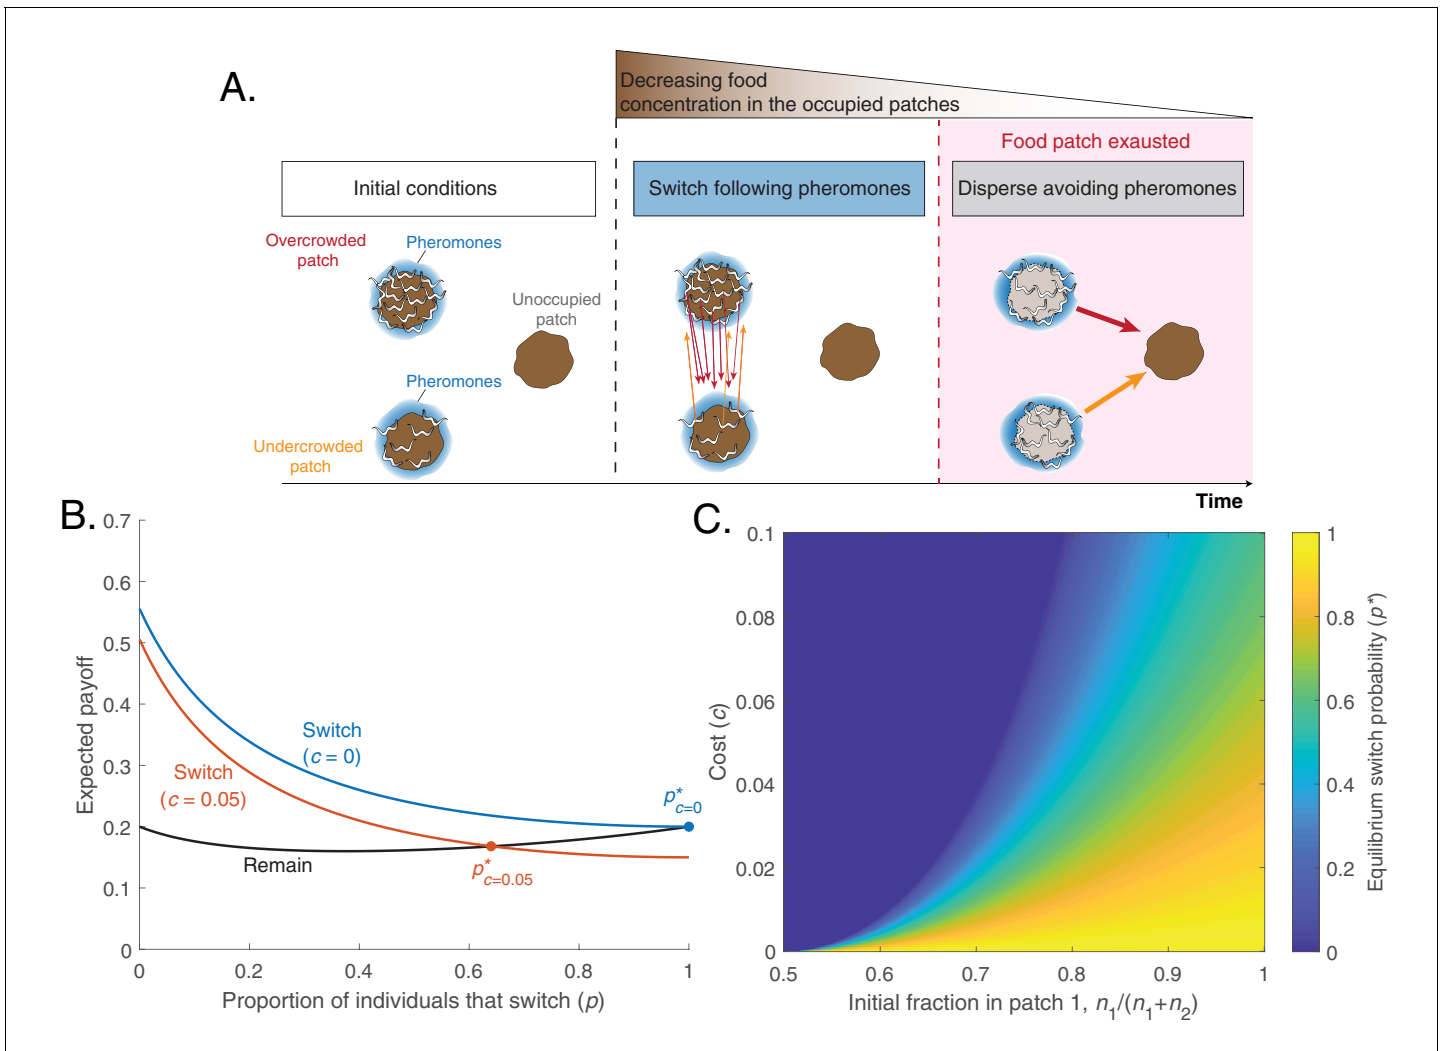 A.
Decreasing food
concentration in the occupied patches
Food patch exausted
Initial conditions
Switch following pheromones
Disperse avoiding pheromones
Overcrowded
patch
Pheromones
Unoccupied
patch
Pheromones
Undercrowded
patch
Time
B.
0.7
0.6
0.5
0.4
0.3
0.2
0.1
0
Expected payoff
Switch
(c = 0)
Switch
(c = 0.05)
Remain
p*c=0
p*c=0.05
0
0.2
0.4
0.6
0.8
1
Proportion of individuals that switch (p)
C.
0.1
0.08
0.06
0.04
0.02
0
Cost (c)
0.5
0.6
0.7
0.8
0.9
1
Initial fraction in patch 1, n1/(n1+n2)
1
0.8
0.6
0.4
0.2
0
Equilibrium switch probability (p*)